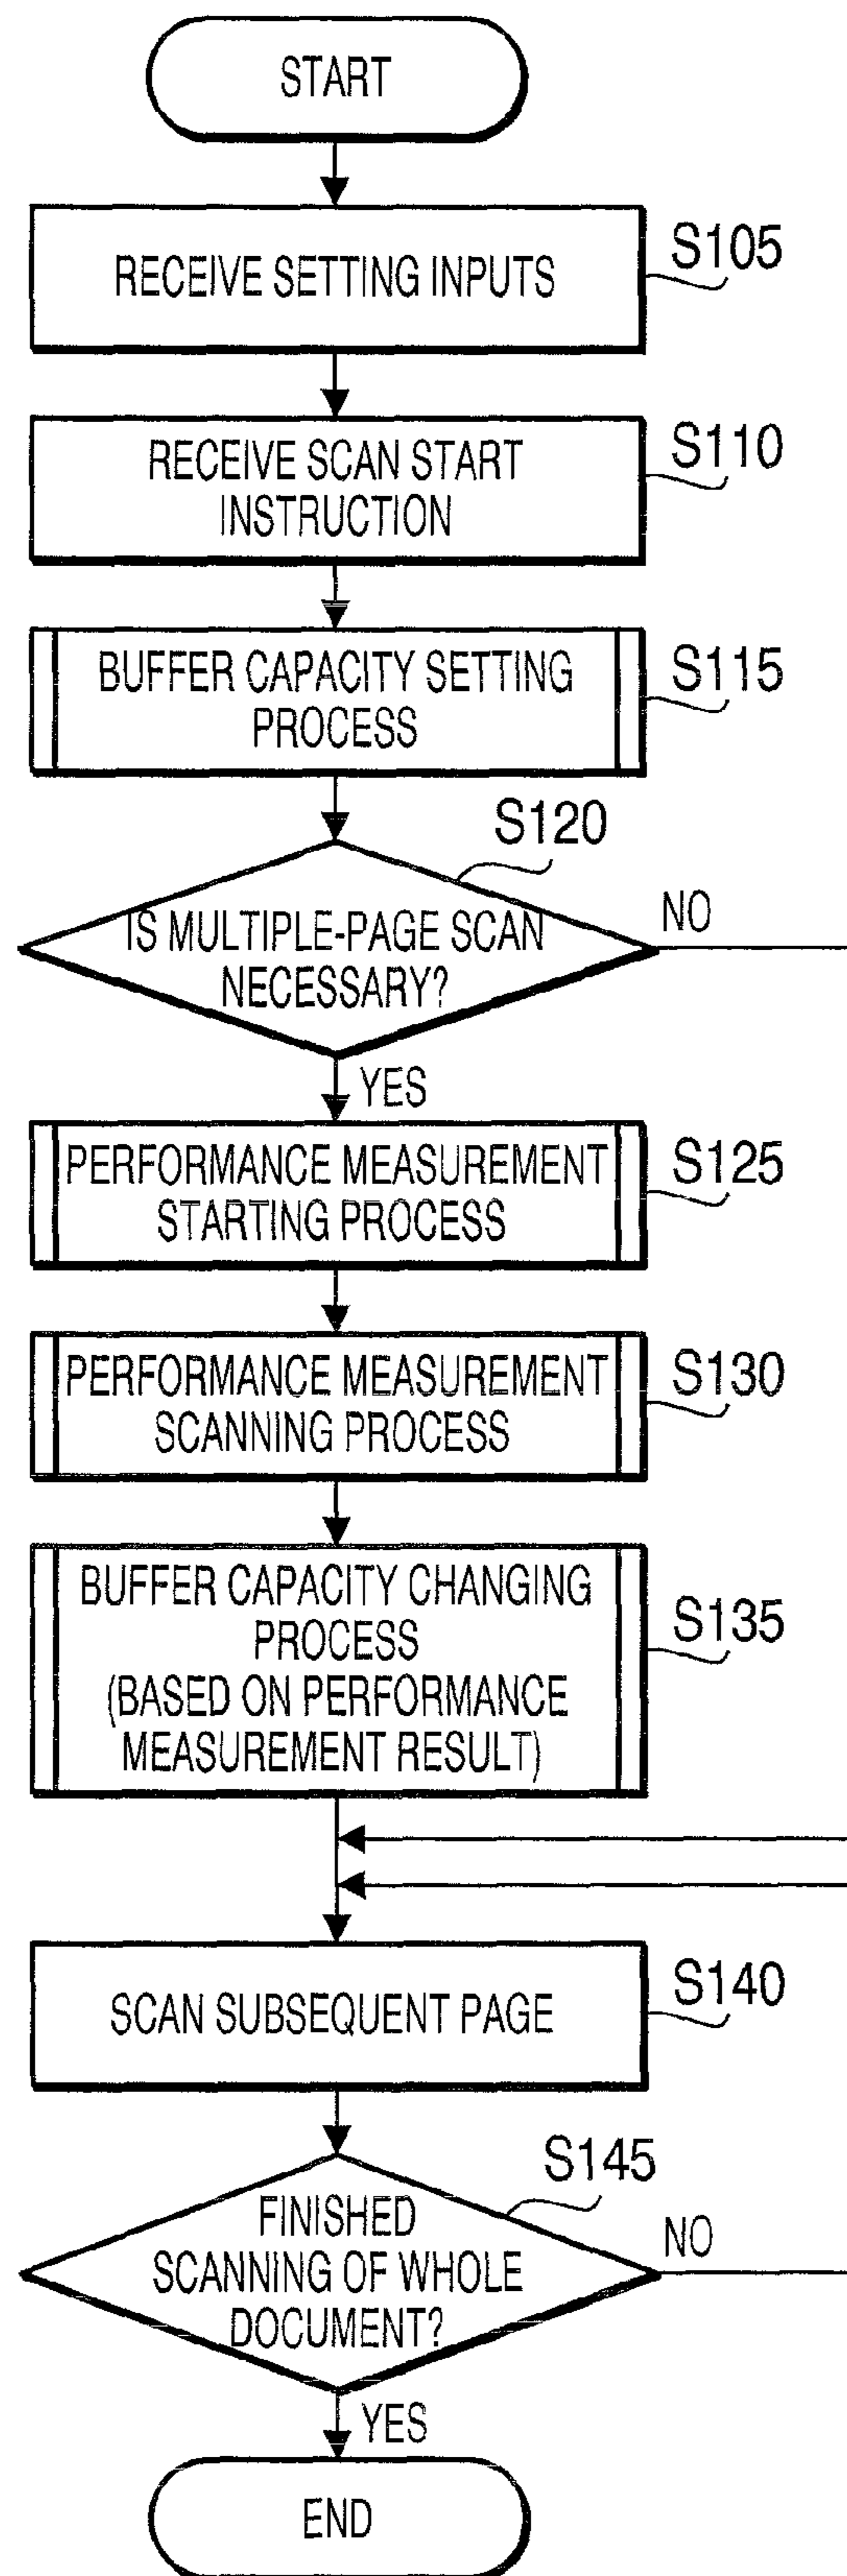 START
RECEIVE SETTING INPUTS
S105
RECEIVE SCAN START
INSTRUCTION
S110
BUFFER CAPACITY SETTING
PROCESS
S115
S120
IS MULTIPLE-PAGE SCAN
NECESSARY?
NO
YES
PERFORMANCE MEASUREMENT
STARTING PROCESS
S125
PERFORMANCE MEASUREMENT
SCANNING PROCESS
S130
BUFFER CAPACITY CHANGING
PROCESS
(BASED ON PERFORMANCE
MEASUREMENT RESULT)
S135
SCAN SUBSEQUENT PAGE
S140
S145
FINISHED
SCANNING OF WHOLE
DOCUMENT?
NO
YES
END